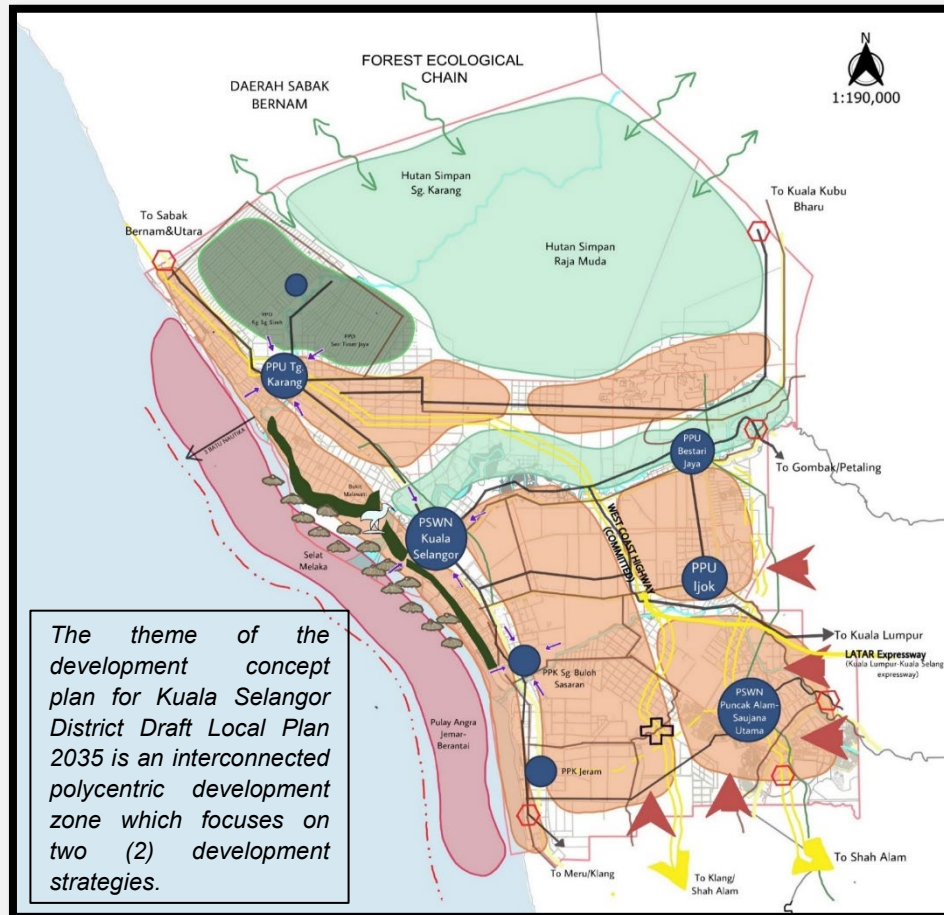 FOREST ECOLOGICAL
CHAIN
N
1:190,000
DAERAH SABAK
BERNAM
Hutan Simpan
Sg. Karang
To Kuala Kubu
Bharu
To Sabak
Bernam&Utara
Hutan Simpan
Raja Muda
PPU Tg.
Karang
PPU
Bestari
Jaya
To Gombak/Petaling
WEST COAST HIGHWAY
(COMMITTED)
PSWN
Kuala
Selangor
Selat
Melaka
PPU
Ijok
To Kuala Lumpur
LATAR Expressway
(Kuala Lumpur-Kuala Selang
expressway)
PPK Sg. Buloh
Sasaran
PSWN
Puncak Alam-
Saujana
Utama
Pulay Angra
Jemar-
Berantai
PPK Jeram
To Meru/Klang
To Klang/
Shah Alam
To Shah Alam
The theme of the
development concept
plan for Kuala Selangor
District Draft Local Plan
2035 is an interconnected
polycentric development
zone which focuses on
two (2) development
strategies.